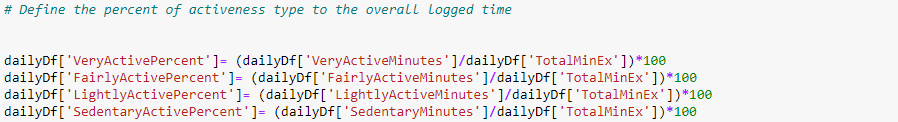 # Define the percent of activeness type to the overall logged time
dailyDf['VeryActivePercent']= (dailyDf['VeryActiveMinutes']/dailyDf['TotalMinEx'])*100
dailyDf['FairlyActivePercent']= (dailyDf['FairlyActiveMinutes']/dailyDf['TotalMinEx'])*100
dailyDf['LightlyActivePercent']= (dailyDf['LightlyActiveMinutes']/dailyDf['TotalMinEx'])*100
dailyDf['SedentaryActivePercent']= (dailyDf['SedentaryMinutes']/dailyDf['TotalMinEx'])*100